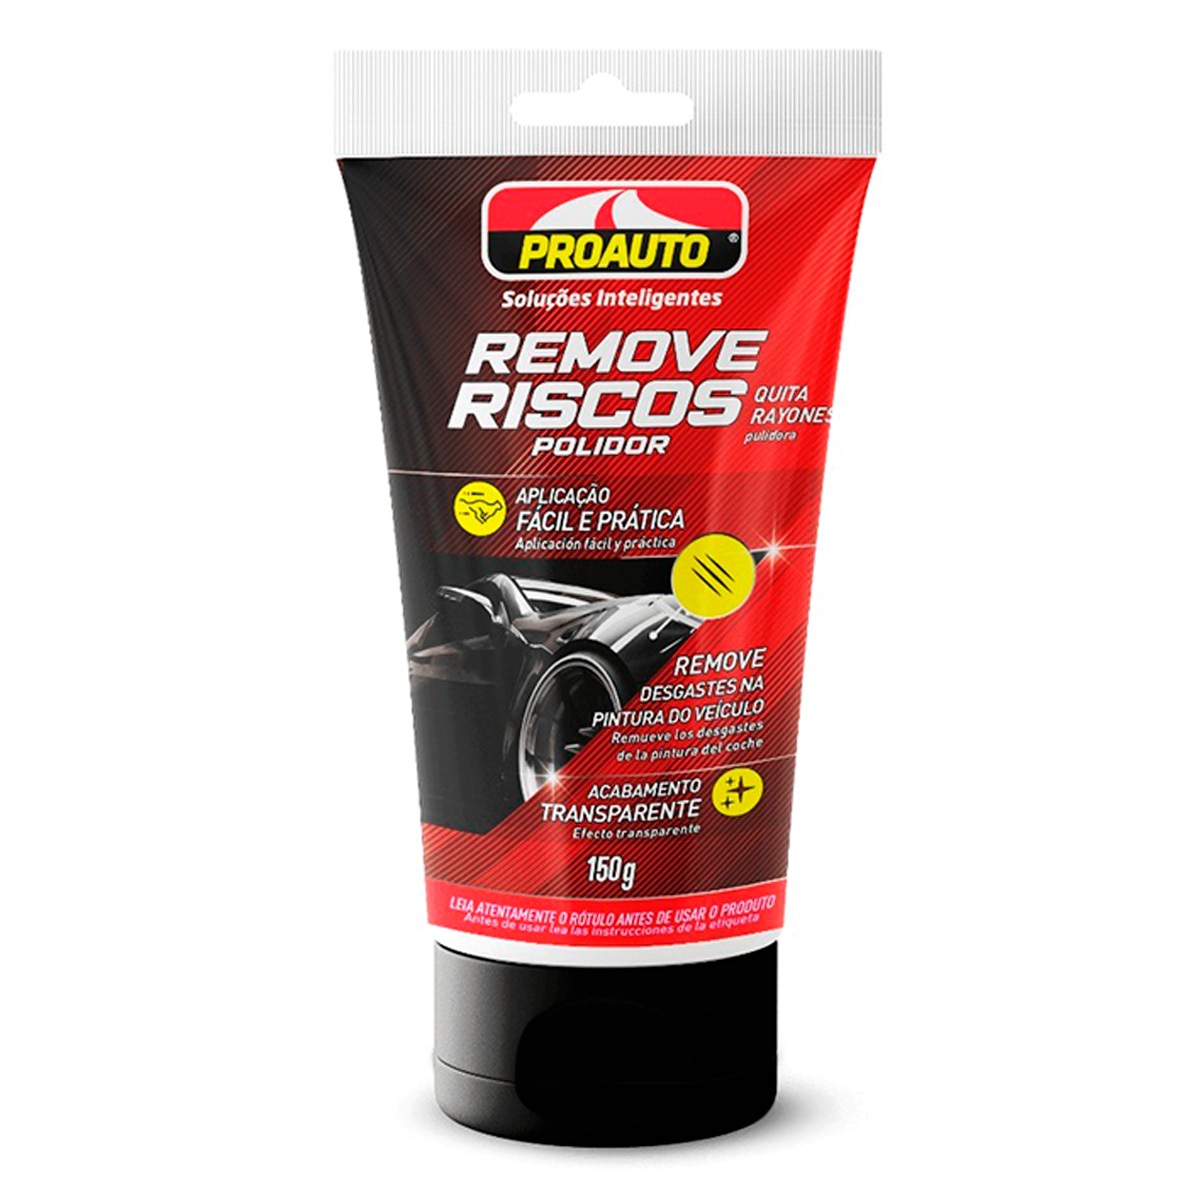 PROAUTO ®
Soluções Inteligentes
REMOVE
RISCOS
POLIDOR
QUITA
RAYONES
pulidora
APLICAÇÃO
FÁCIL E PRÁTICA
Aplicación fácil y práctica
REMOVE
DESGASTES NA
PINTURA DO VEÍCULO
Remueve los desgastes
de la pintura del coche
ACABAMENTO
TRANSPARENTE
Efecto transparente
150g
LEIA ATENTAMENTE O RÓTULO ANTES DE USAR O PRODUTO
Antes de usar lea las instrucciones de la etiqueta